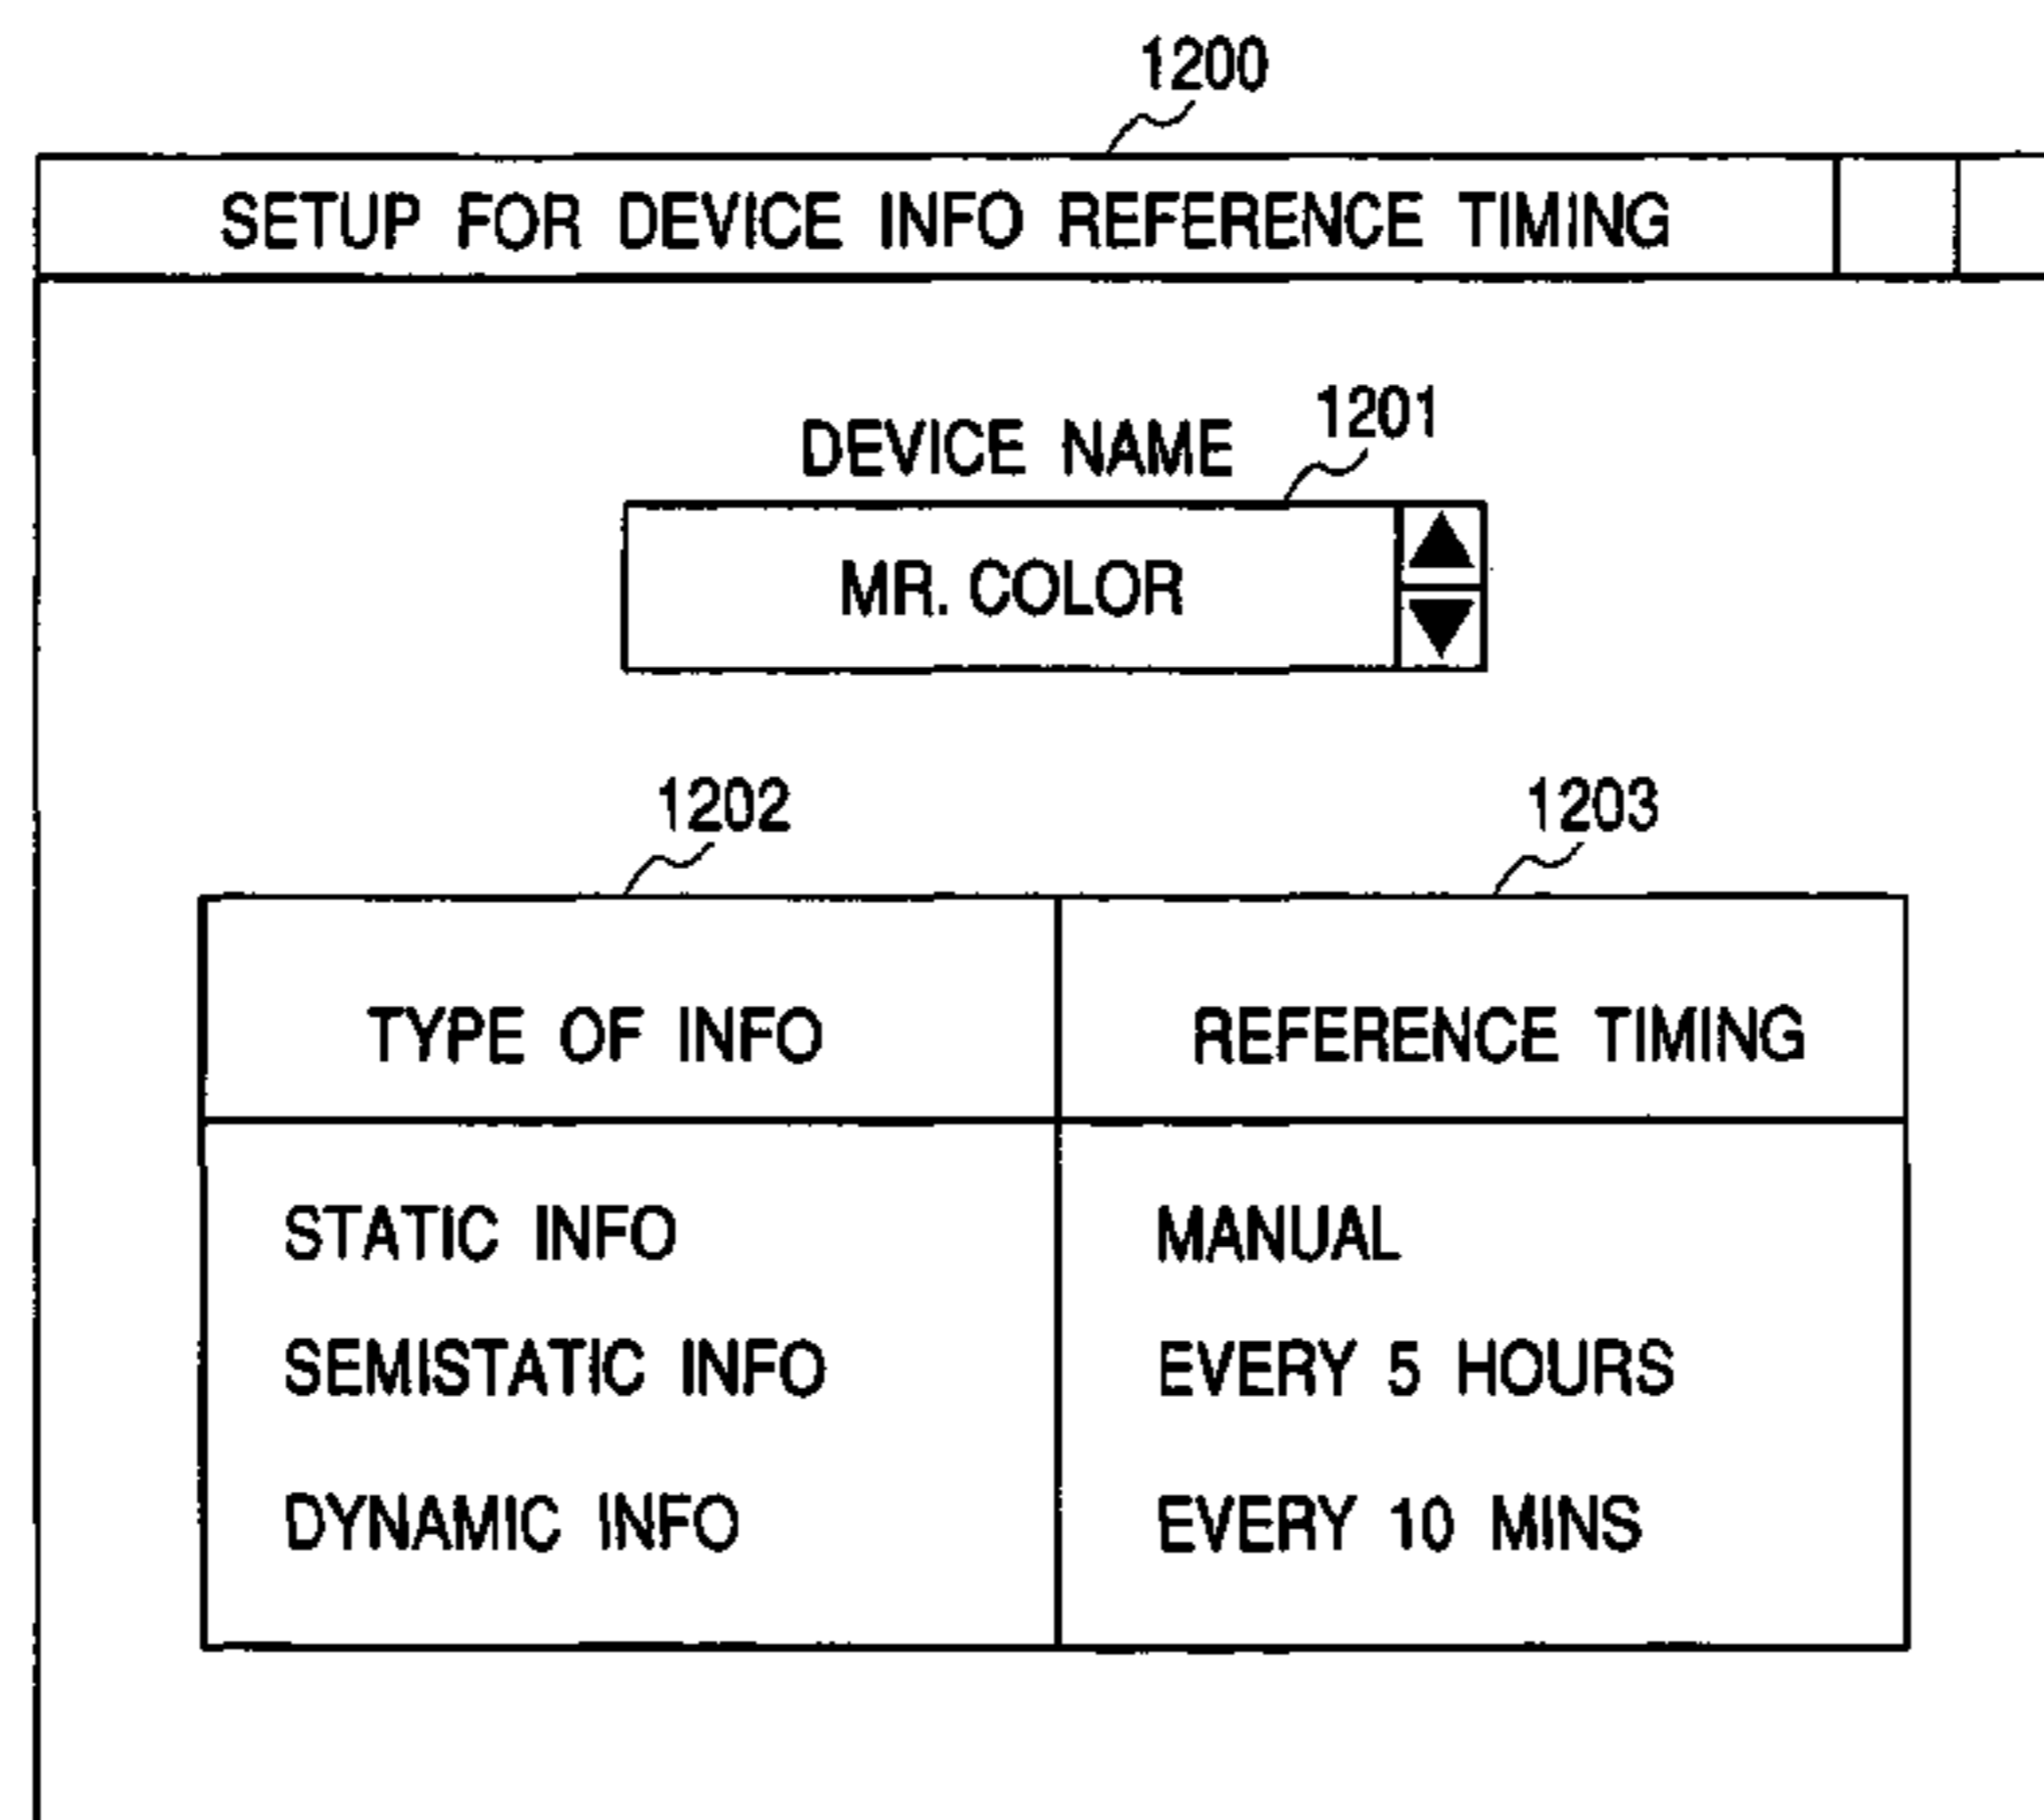 1200
SETUP FOR DEVICE INFO REFERENCE TIMING
1201
DEVICE NAME
MR. COLOR
1202 1203
TYPE OF INFO REFERENCE TIMING
STATIC INFO MANUAL
SEMISTATIC INFO EVERY 5 HOURS
DYNAMIC INFO EVERY 10 MINS